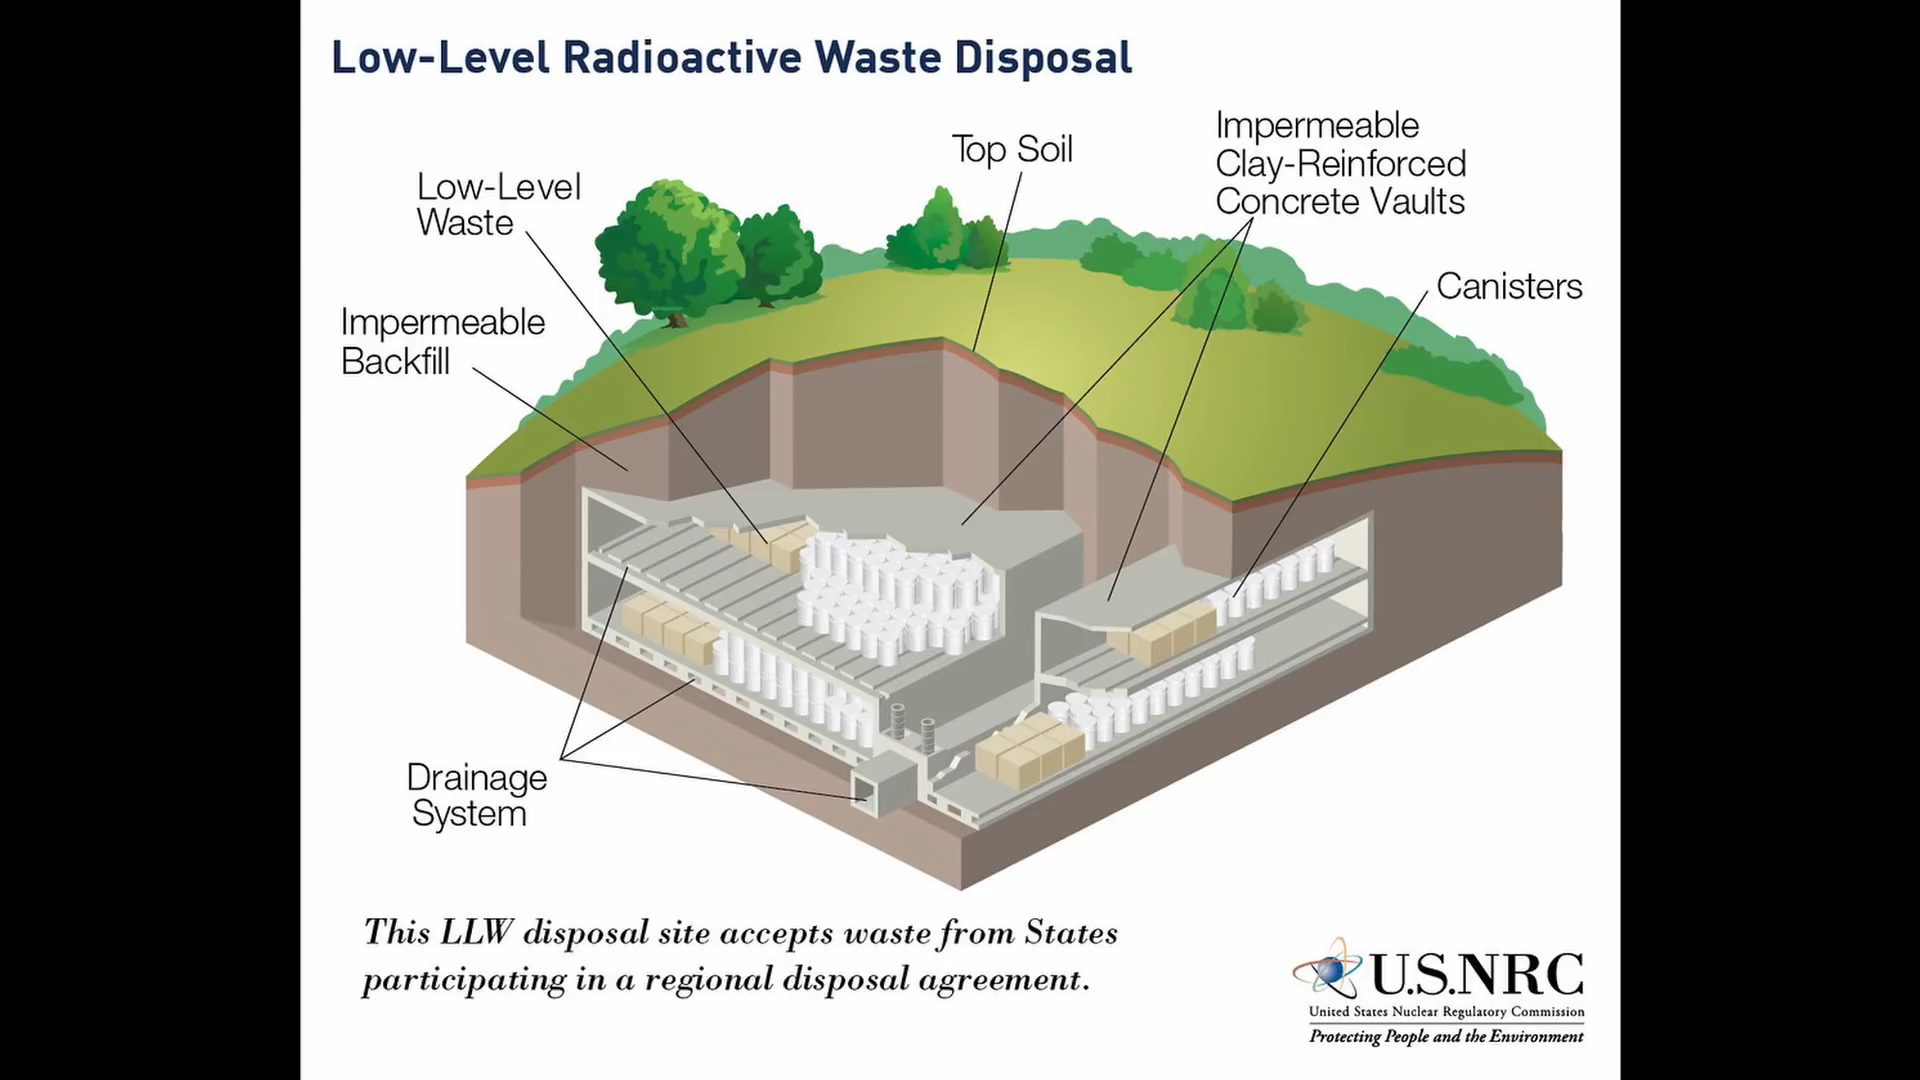 Low-Level Radioactive Waste Disposal
Top Soil
Impermeable
Clay-Reinforced
Concrete Vaults
Low-Level
Waste
Canisters
Impermeable
Backfill
Drainage
System
This LLW disposal site accepts waste from States
participating in a regional disposal agreement.
U.S.NRC
United States Nuclear Regulatory Commission
Protecting People and the Environment